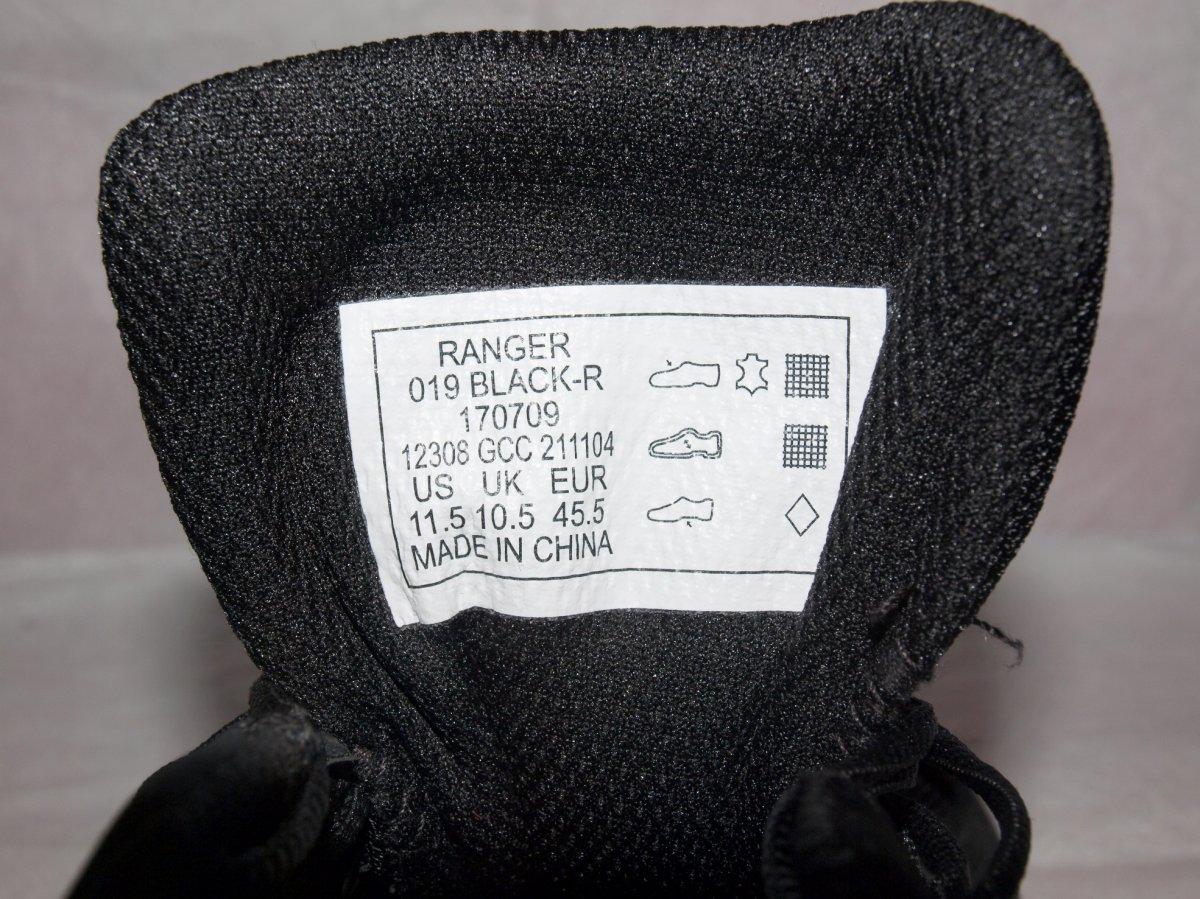 RANGER
019 BLACK-R
170709
12308 GCC 211104
US UK EUR
11.5 10.5 45.5
MADE IN CHINA